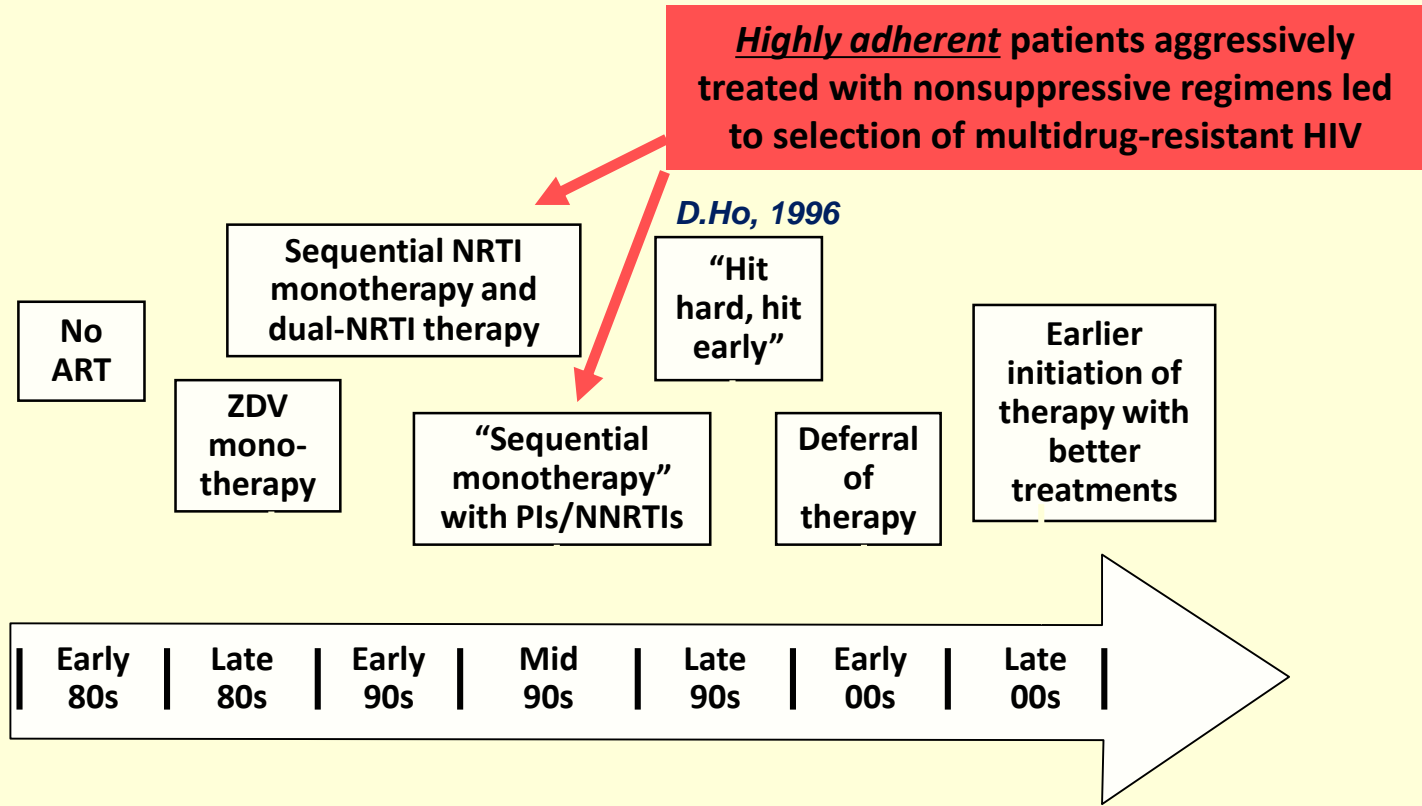 Highly adherent patients aggressively
treated with nonsuppressive regimens led
to selection of multidrug-resistant HIV
D.Ho, 1996
Sequential NRTI
monotherapy and
dual-NRTI therapy
“Hit
hard, hit
early”
No
ART
Earlier
initiation of
therapy with
better
treatments
ZDV
mono-
therapy
“Sequential
monotherapy”
with PIs/NNRTIs
Deferral
of
therapy
Early
80s
Late
80s
Early
90s
Mid
90s
Late
90s
Early
00s
Late
00s